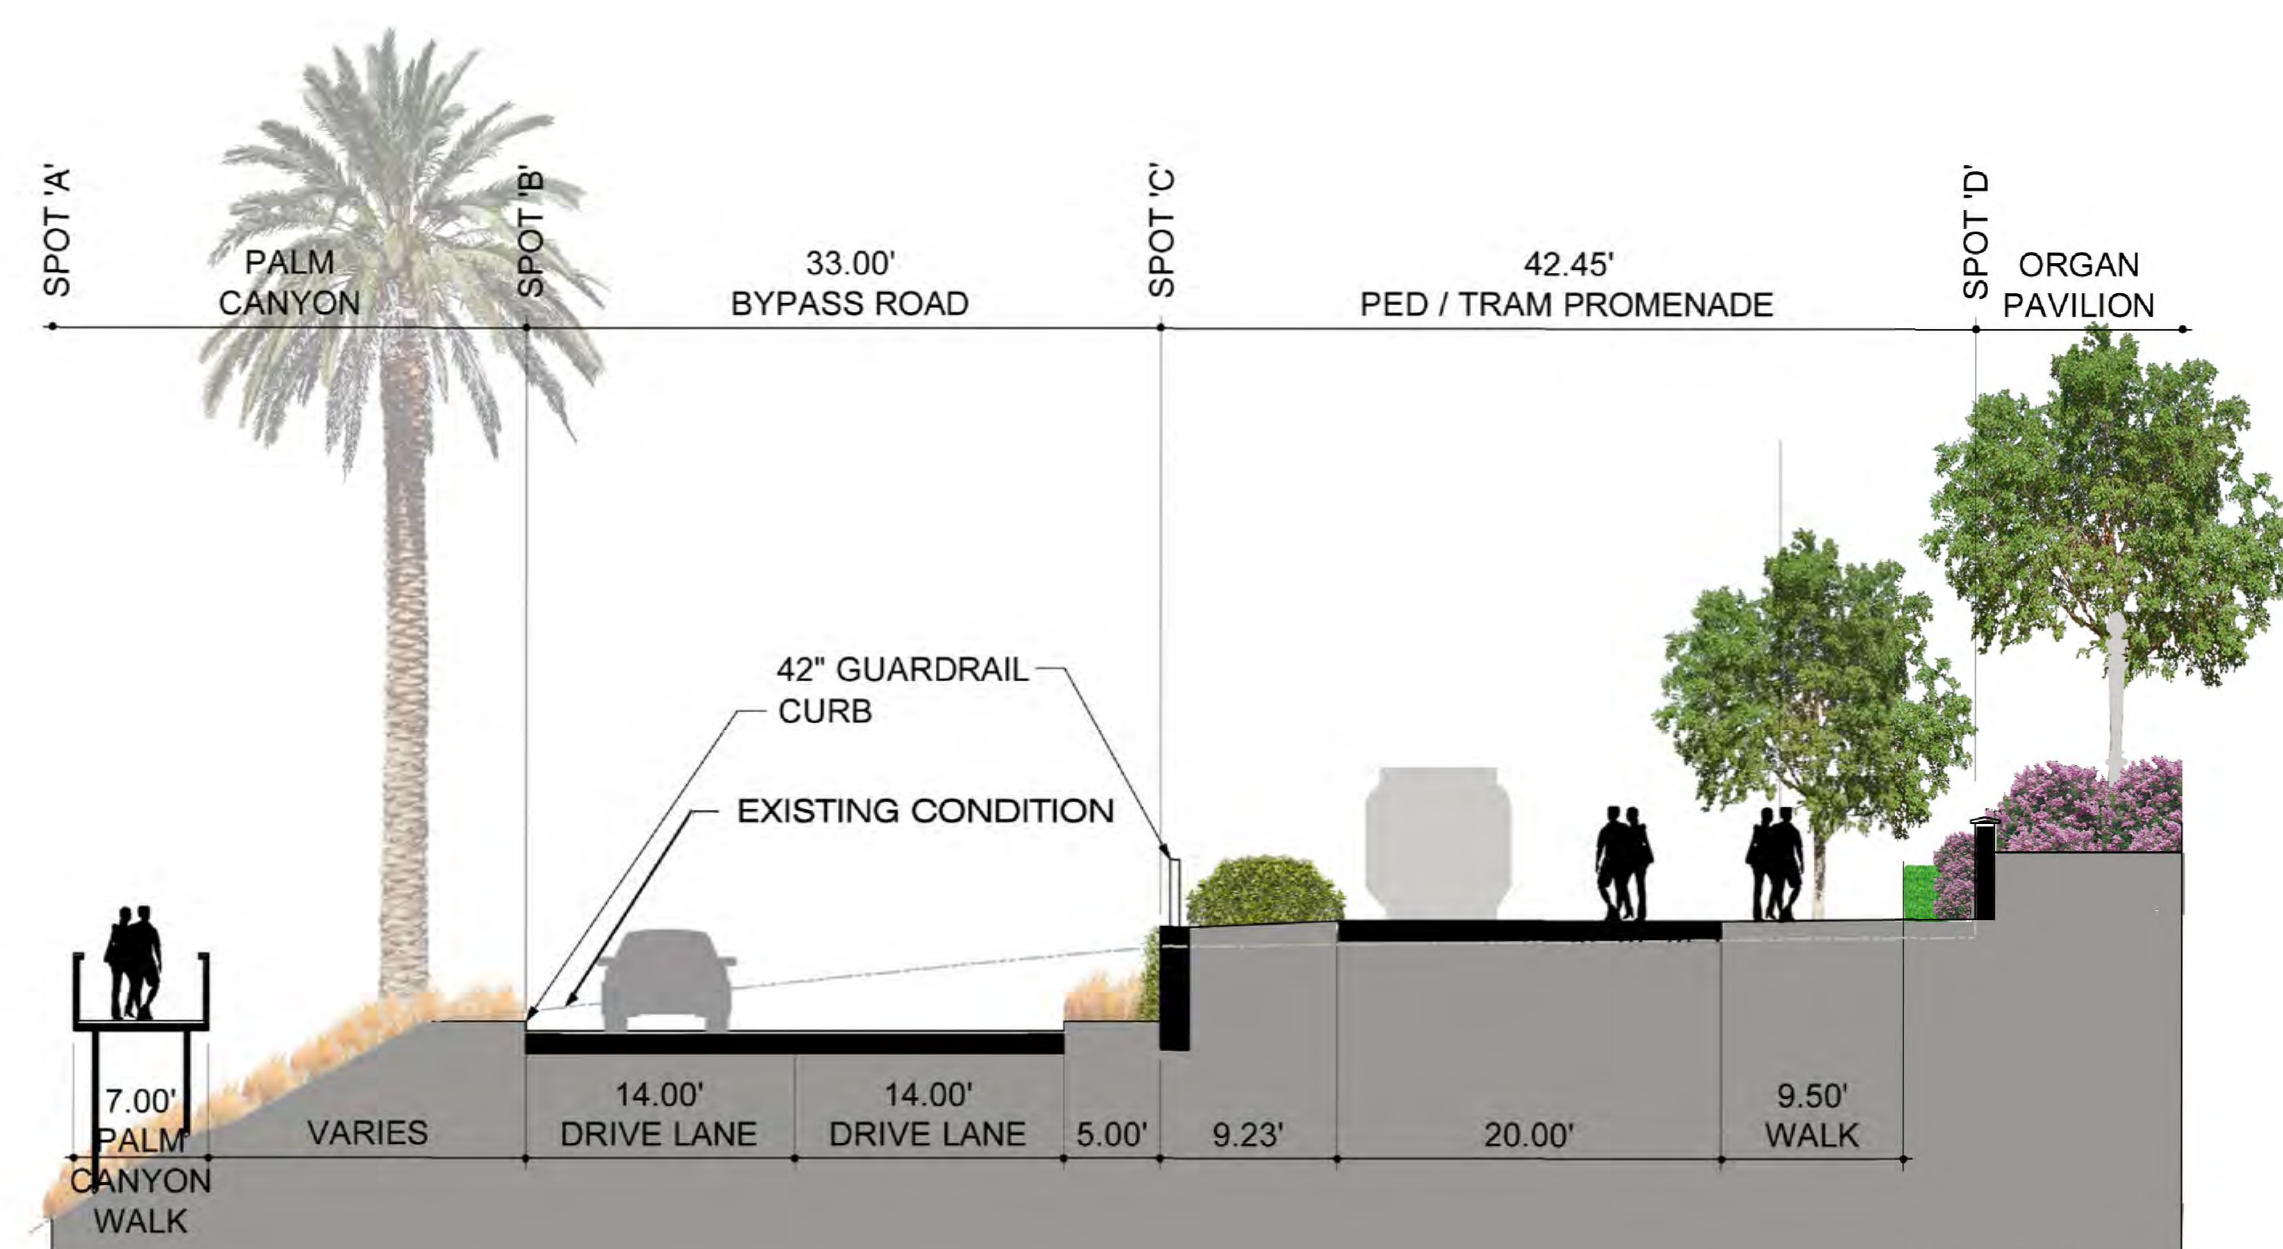 SPOT 'A'
PALM
CANYON
SPOT 'B'
33.00'
BYPASS ROAD
SPOT 'C'
42.45'
PED / TRAM PROMENADE
SPOT 'D'
ORGAN
PAVILION
42" GUARDRAIL
CURB
EXISTING CONDITION
7.00'
PALM
CANYON
WALK
VARIES
14.00'
DRIVE LANE
14.00'
DRIVE LANE
5.00'
9.23'
20.00'
9.50'
WALK